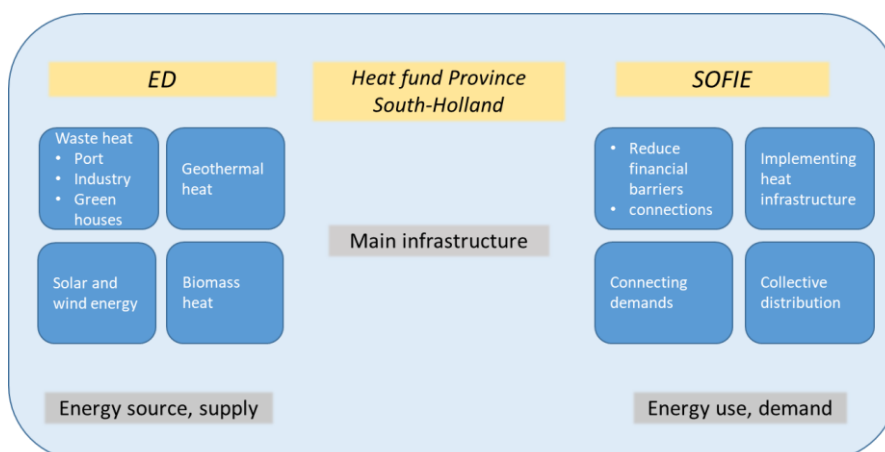 ED
Heat fund Province
South-Holland
SOFIE
Waste heat
• Port
• Industry
• Green
houses
Geothermal
heat
Solar and
wind energy
Biomass
heat
Main infrastructure
• Reduce
financial
barriers
• connections
Implementing
heat
infrastructure
Connecting
demands
Collective
distribution
Energy source, supply
Energy use, demand